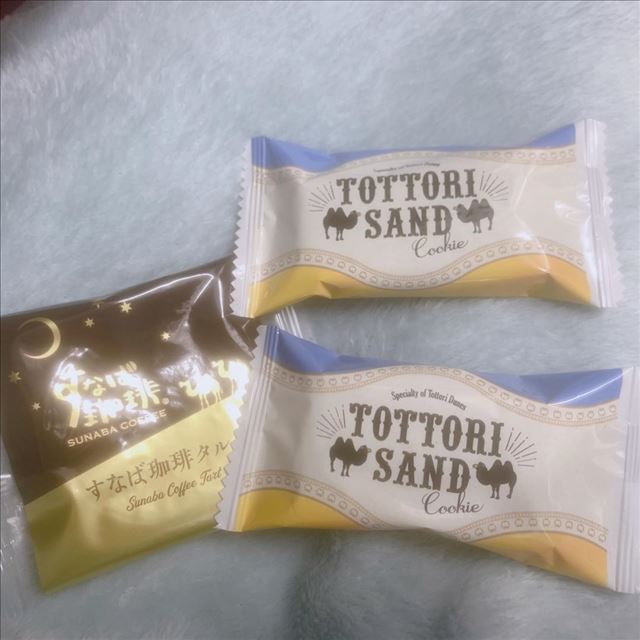 TOTTORI
SAND
Cookie
Specialty of Tottori Dunes
TOTTORI
SAND
Cookie
すなば
珈琲
SUNABA COFFEE
すなば珈琲タル
Sunaba Coffee Tart